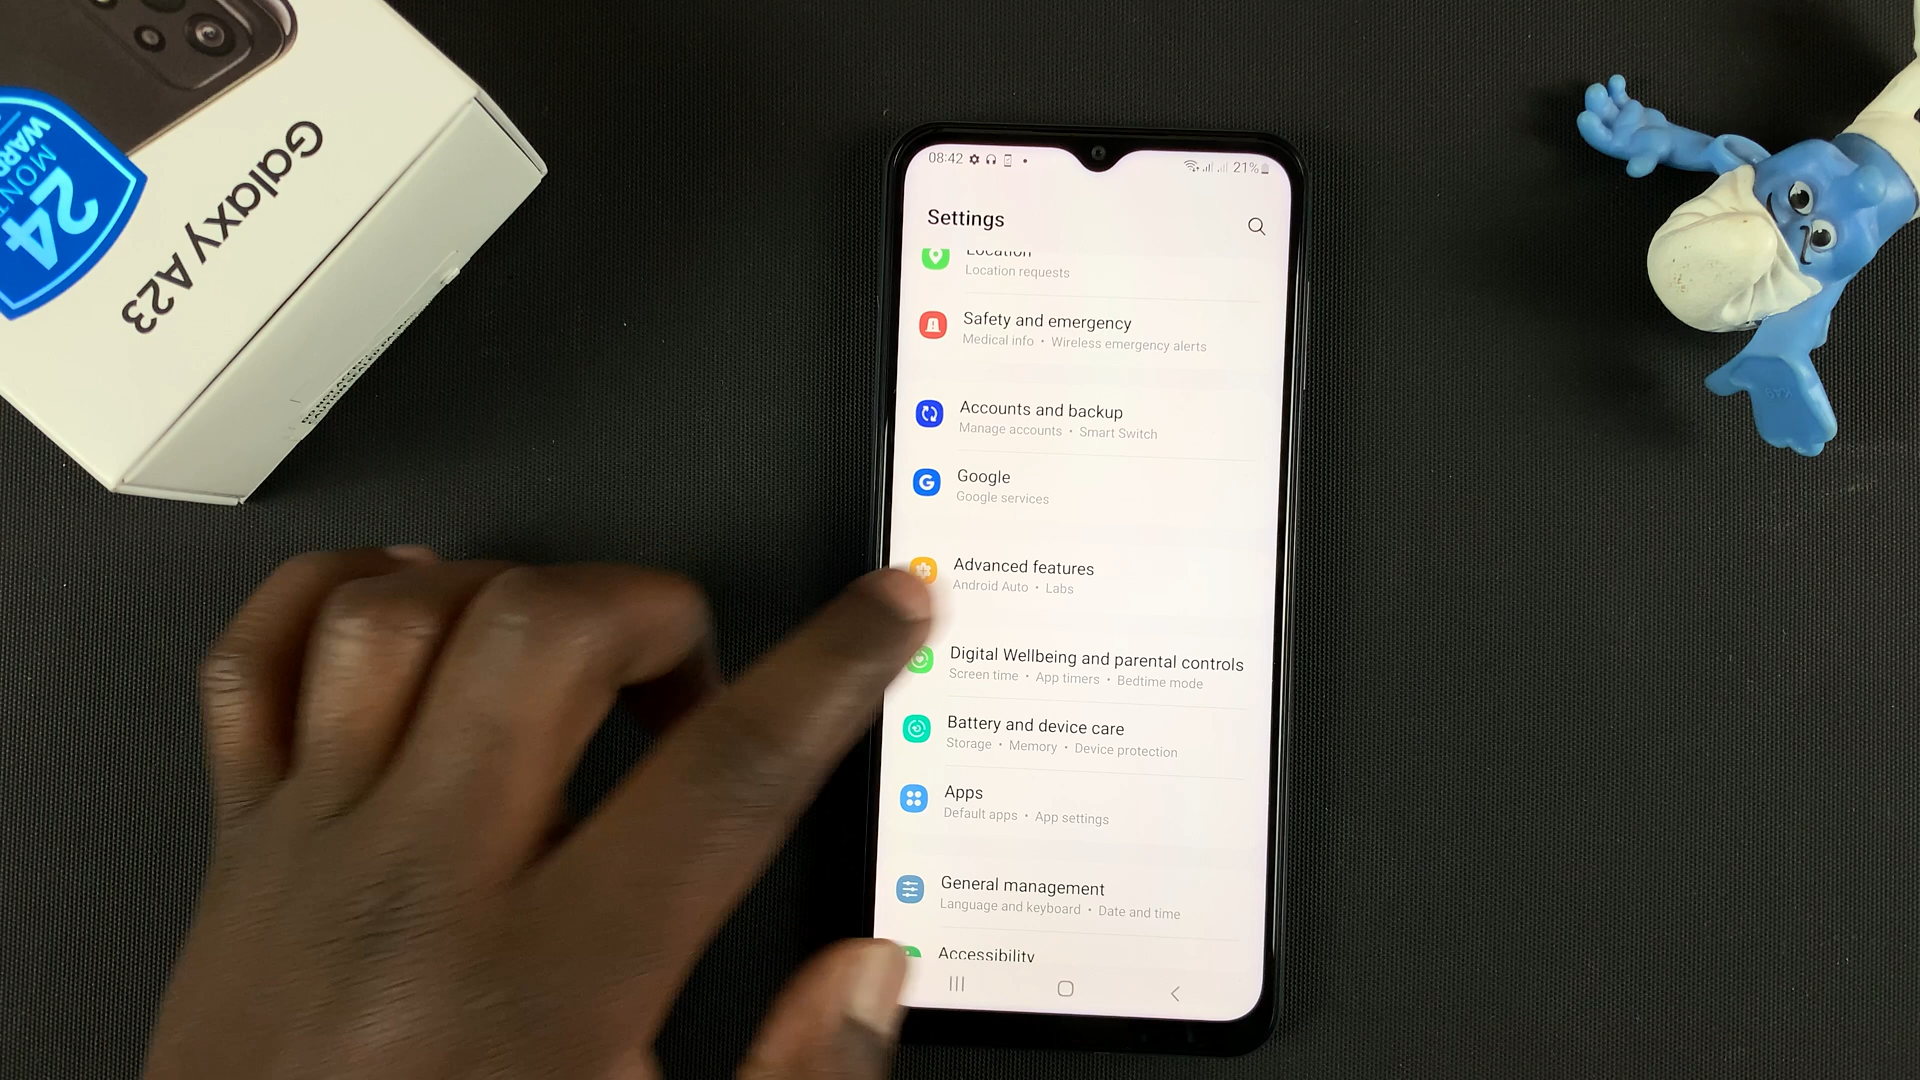 Galaxy A23
24
MONT
WARR
08:42
21%
Settings
Location
Location requests
Safety and emergency
Medical info • Wireless emergency alerts
Accounts and backup
Manage accounts • Smart Switch
Google
Google services
Advanced features
Android Auto • Labs
Digital Wellbeing and parental controls
Screen time • App timers • Bedtime mode
Battery and device care
Storage • Memory • Device protection
Apps
Default apps • App settings
General management
Language and keyboard • Date and time
Accessibility